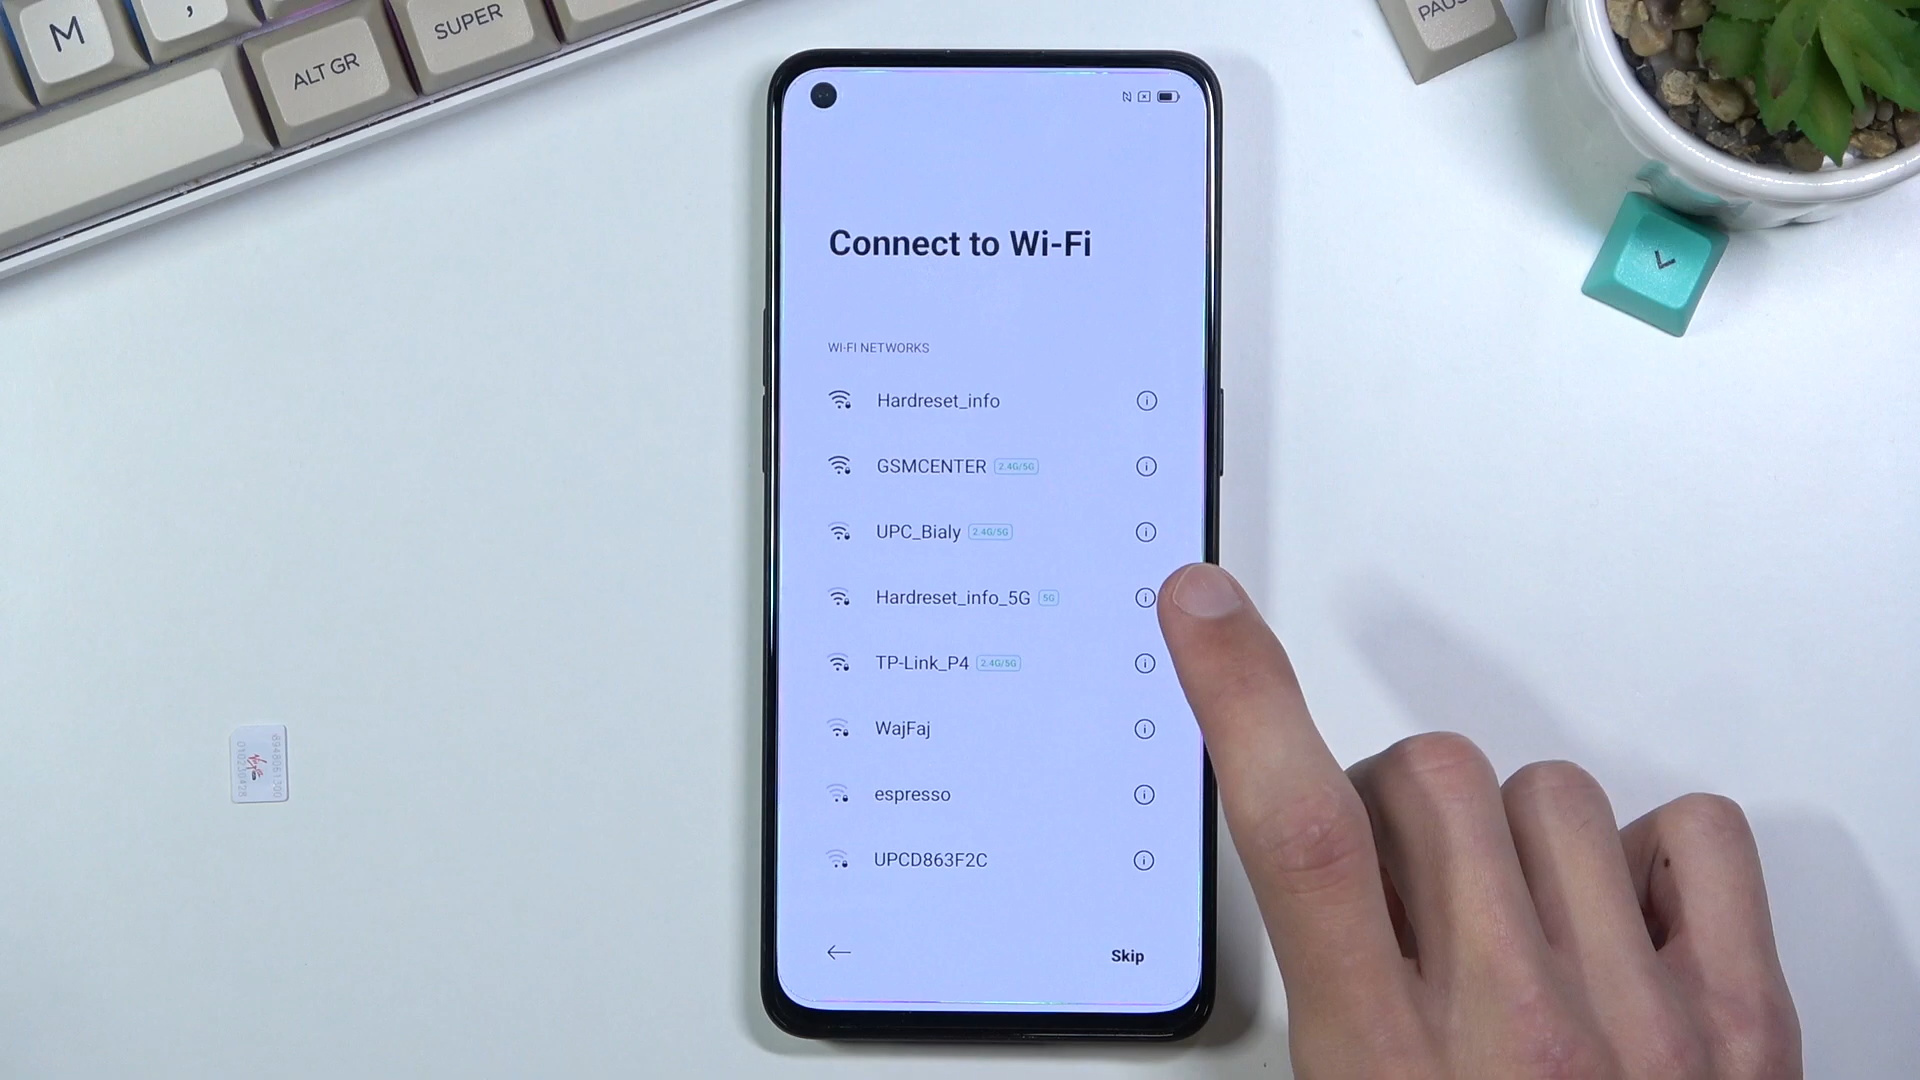 M
,
ALT GR
SUPER
Connect to Wi-Fi
WI-FI NETWORKS
Hardreset_info
GSMCENTER 2.4G/5G
UPC_Bialy 2.4G/5G
Hardreset_info_5G 5G
TP-Link_P4 2.4G/5G
WajFaj
espresso
UPCD863F2C
Skip